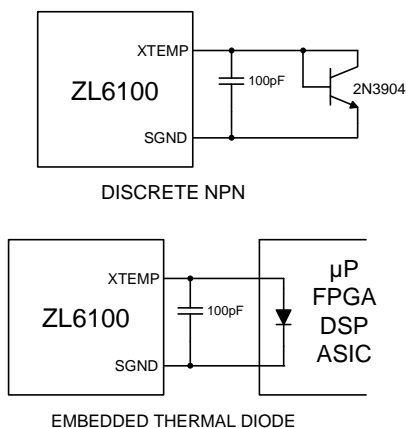 XTEMP
ZL6100
100pF
2N3904
SGND
DISCRETE NPN
XTEMP
µP
FPGA
ZL6100
100pF
DSP
ASIC
SGND
EMBEDDED THERMAL DIODE